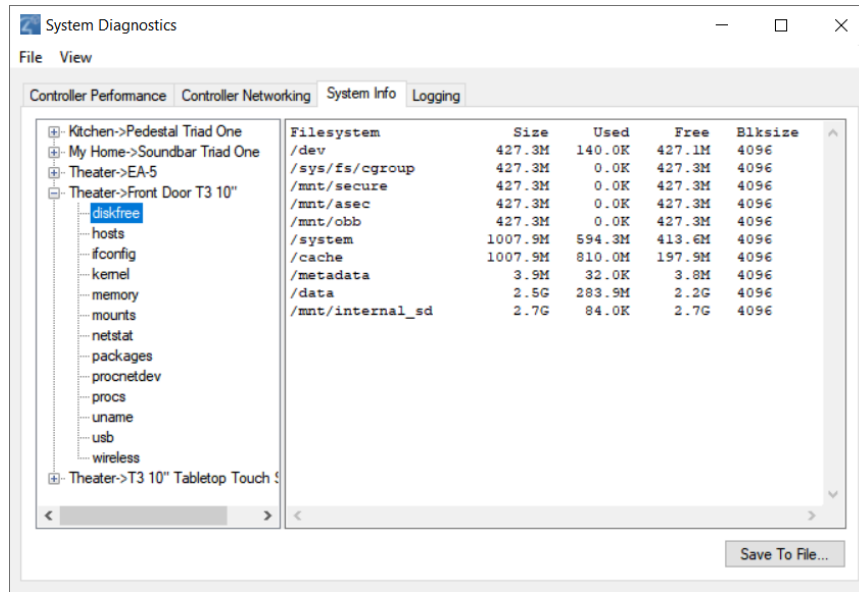 System Diagnostics
File View
Controller Performance Controller Networking System Info Logging
Kitchen->Pedestal Triad One
My Home->Soundbar Triad One
Theater->EA-5
Theater->Front Door T3 10"
diskfree
hosts
ifconfig
kernel
memory
mounts
netstat
packages
procnetdev
procs
uname
usb
wireless
Theater->T3 10" Tabletop Touch S
Filesystem Size Used Free Blksize
/dev 427.3M 140.0K 427.1M 4096
/sys/fs/cgroup 427.3M 0.0K 427.3M 4096
/mnt/secure 427.3M 0.0K 427.3M 4096
/mnt/asec 427.3M 0.0K 427.3M 4096
/mnt/obb 427.3M 0.0K 427.3M 4096
/system 1007.9M 594.3M 413.6M 4096
/cache 1007.9M 810.0M 197.9M 4096
/metadata 3.9M 32.0K 3.8M 4096
/data 2.5G 283.9M 2.2G 4096
/mnt/internal_sd 2.7G 84.0K 2.7G 4096
Save To File...